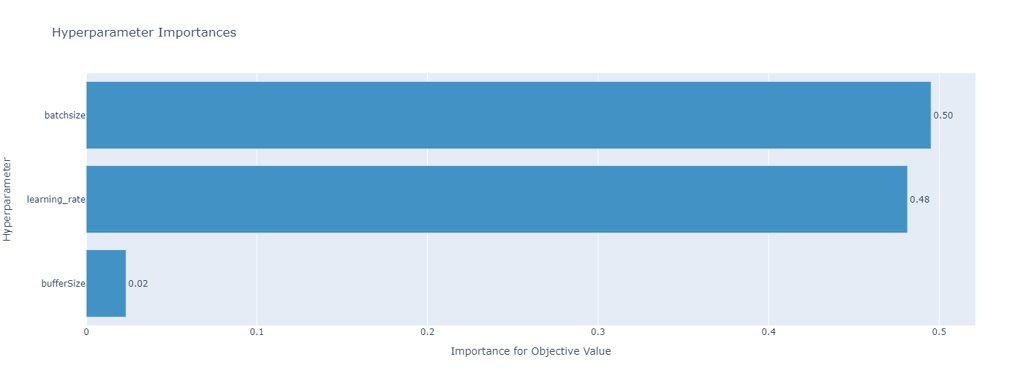 Hyperparameter Importances
Hyperparameter
batchsize
0.50
learning_rate
0.48
bufferSize
0.02
0
0.1
0.2
0.3
0.4
0.5
Importance for Objective Value